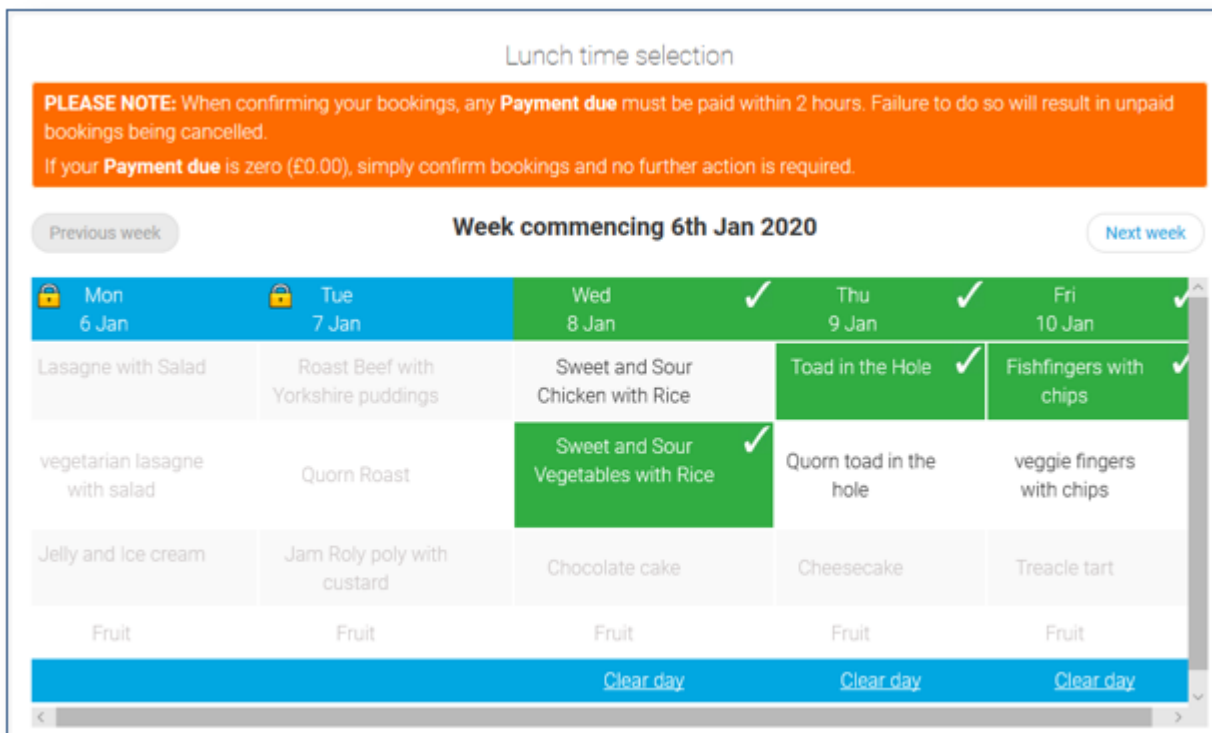 Lunch time selection
PLEASE NOTE: When confirming your bookings, any Payment due must be paid within 2 hours. Failure to do so will result in unpaid
bookings being cancelled.
If your Payment due is zero (£0.00), simply confirm bookings and no further action is required.
Previous week
Week commencing 6th Jan 2020
Next week
Mon
6 Jan
Tue
7 Jan
Wed
8 Jan
Thu
9 Jan
Fri
10 Jan
Lasagne with Salad
Roast Beef with
Yorkshire puddings
Sweet and Sour
Chicken with Rice
Toad in the Hole
Fishfingers with
chips
vegetarian lasagne
with salad
Quorn Roast
Sweet and Sour
Vegetables with Rice
Quorn toad in the
hole
veggie fingers
with chips
Jelly and Ice cream
Jam Roly poly with
custard
Chocolate cake
Cheesecake
Treacle tart
Fruit
Fruit
Fruit
Fruit
Fruit
Clear day
Clear day
Clear day